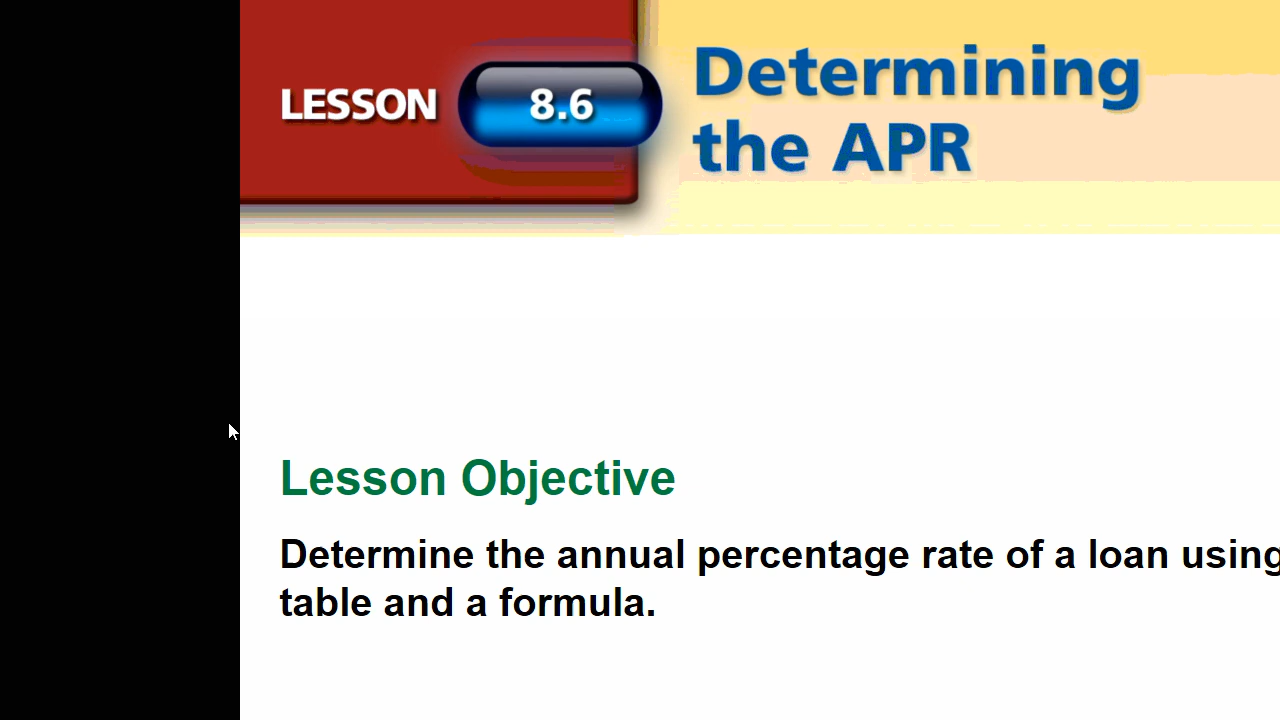 LESSON 8.6
Determining
the APR
Lesson Objective
Determine the annual percentage rate of a loan using
table and a formula.